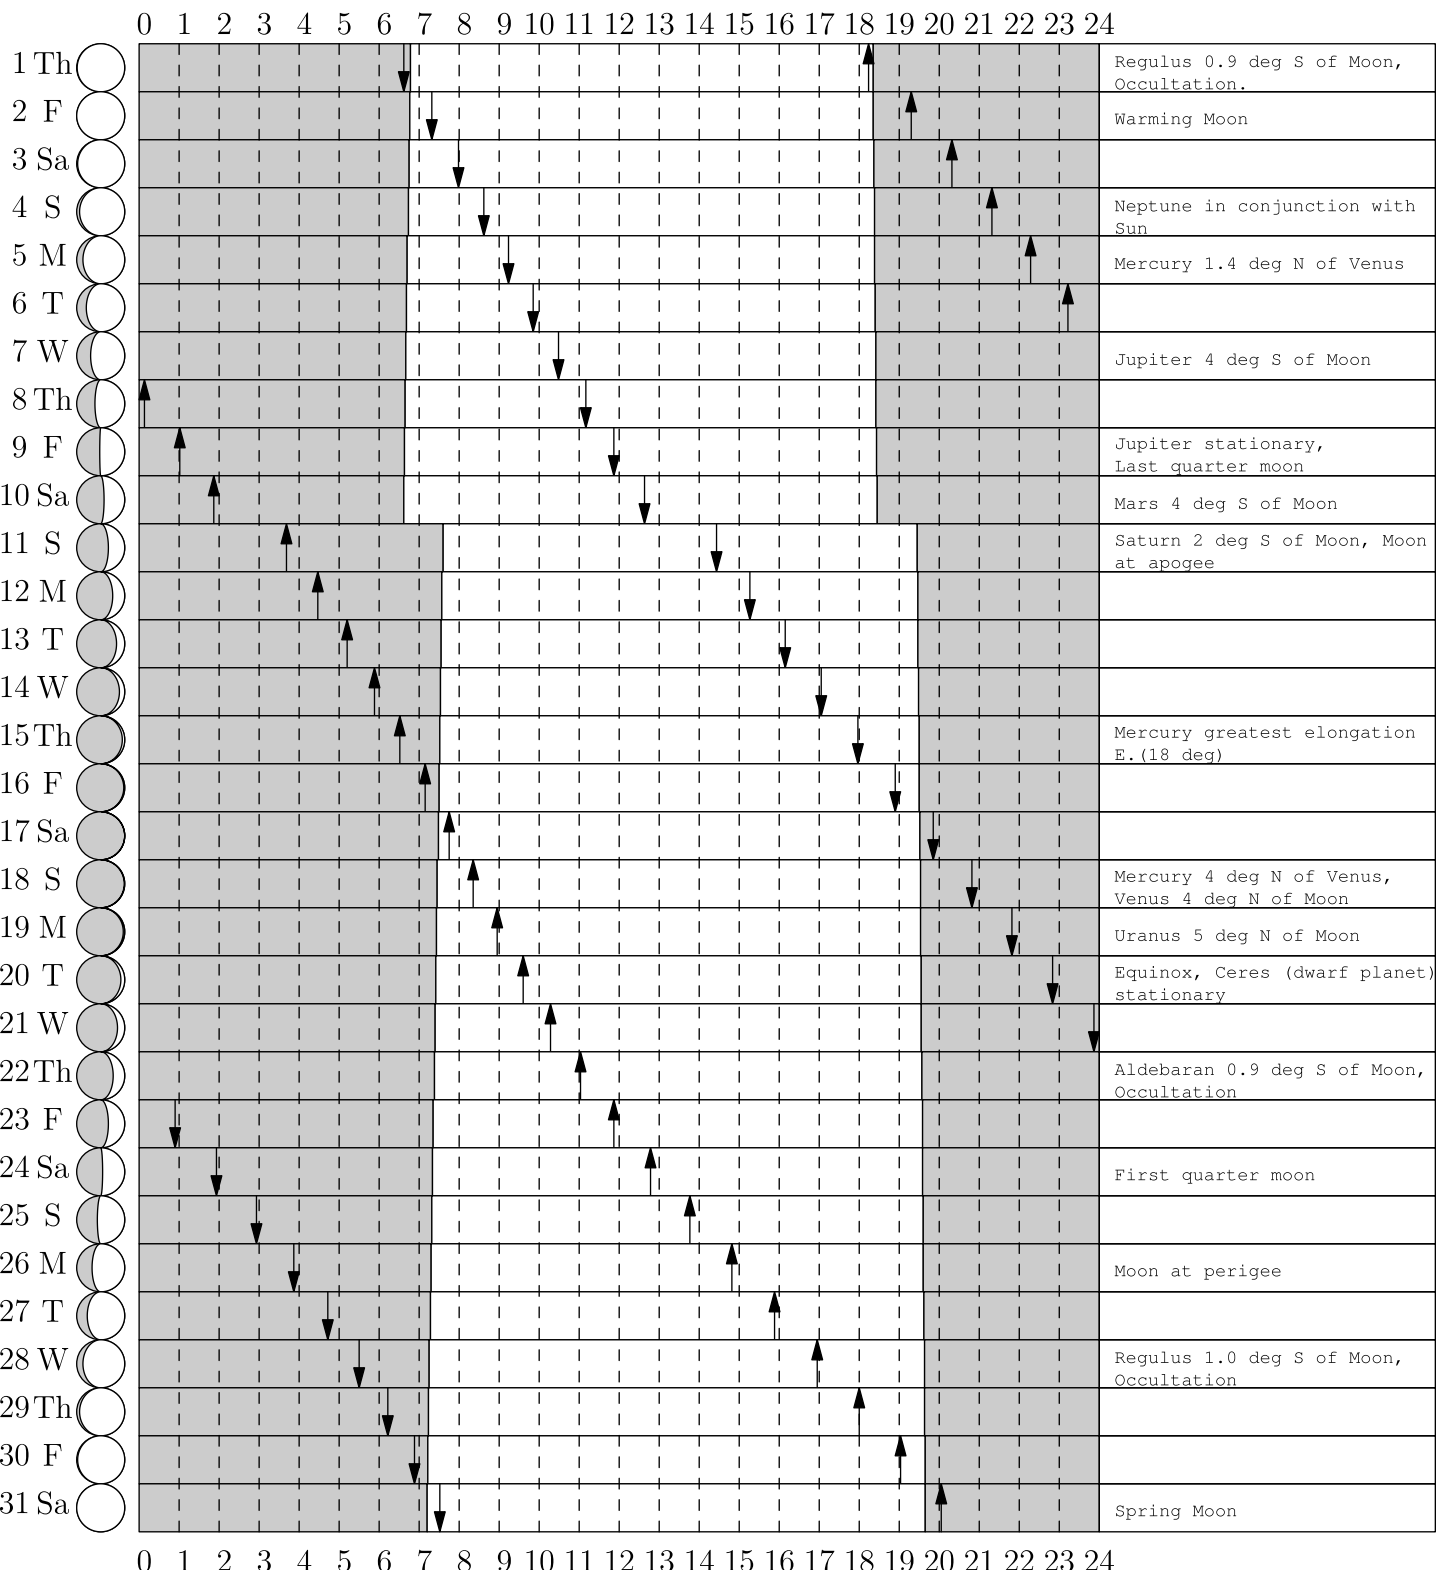 0 1 2 3 4 5 6 7 8 9 10 11 12 13 14 15 16 17 18 19 20 21 22 23 24
1 Th Regulus 0.9 deg S of Moon,
Occultation.
2 F Warming Moon
3 Sa
4 S Neptune in conjunction with
Sun
5 M Mercury 1.4 deg N of Venus
6 T
7 W Jupiter 4 deg S of Moon
8 Th
9 F Jupiter stationary,
Last quarter moon
10 Sa Mars 4 deg S of Moon
11 S Saturn 2 deg S of Moon, Moon
at apogee
12 M
13 T
14 W
15 Th Mercury greatest elongation
E.(18 deg)
16 F
17 Sa
18 S Mercury 4 deg N of Venus,
Venus 4 deg N of Moon
19 M Uranus 5 deg N of Moon
20 T Equinox, Ceres (dwarf planet)
stationary
21 W
22 Th Aldebaran 0.9 deg S of Moon,
Occultation
23 F
24 Sa First quarter moon
25 S
26 M Moon at perigee
27 T
28 W Regulus 1.0 deg S of Moon,
Occultation
29 Th
30 F
31 Sa Spring Moon
0 1 2 3 4 5 6 7 8 9 10 11 12 13 14 15 16 17 18 19 20 21 22 23 24